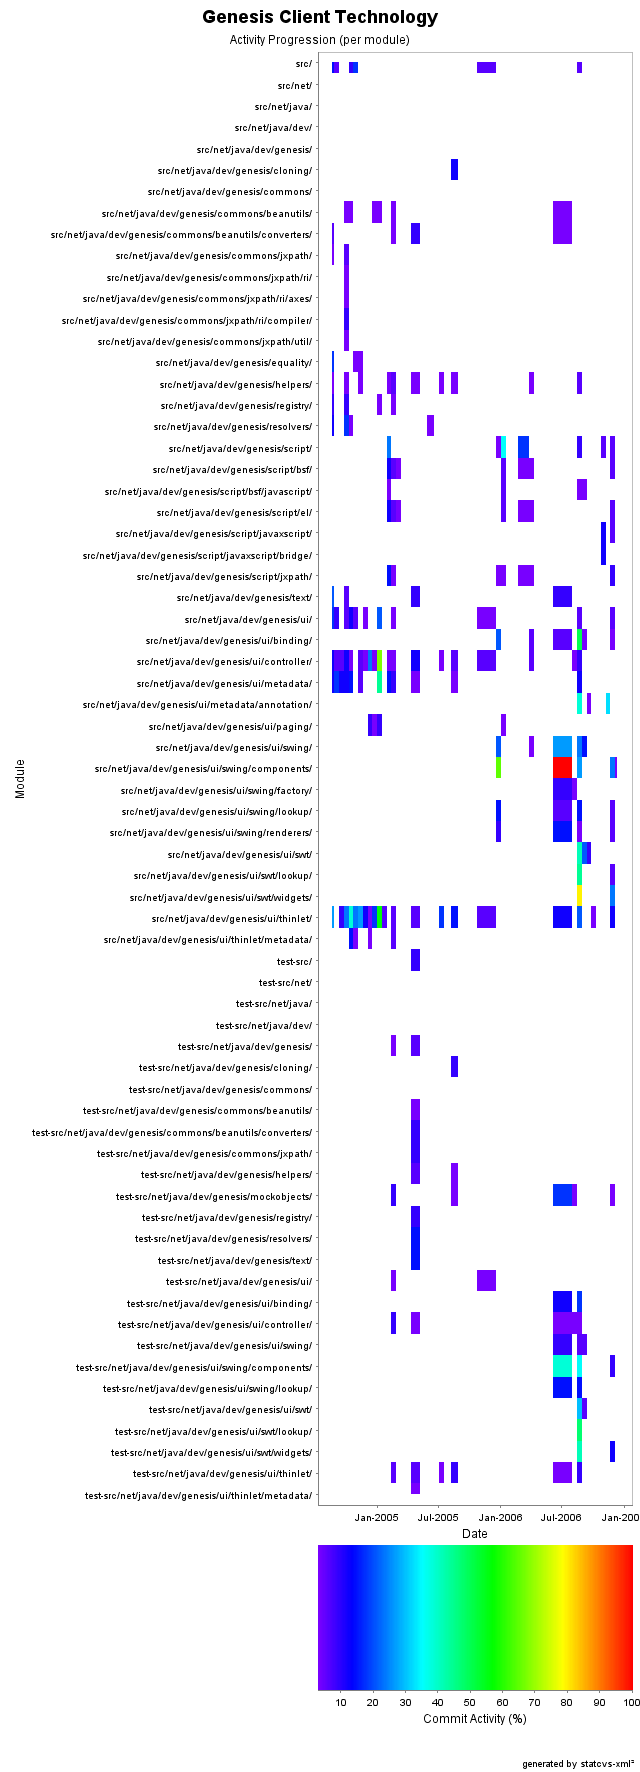 Genesis Client Technology
Activity Progression (per module)
src/
src/net/
src/net/java/
src/net/java/dev/
src/net/java/dev/genesis/
src/net/java/dev/genesis/cloning/
src/net/java/dev/genesis/commons/
src/net/java/dev/genesis/commons/beanutils/
src/net/java/dev/genesis/commons/beanutils/converters/
src/net/java/dev/genesis/commons/jxpath/
src/net/java/dev/genesis/commons/jxpath/ri/
src/net/java/dev/genesis/commons/jxpath/ri/axes/
src/net/java/dev/genesis/commons/jxpath/ri/compiler/
src/net/java/dev/genesis/commons/jxpath/util/
src/net/java/dev/genesis/equality/
src/net/java/dev/genesis/helpers/
src/net/java/dev/genesis/registry/
src/net/java/dev/genesis/resolvers/
src/net/java/dev/genesis/script/
src/net/java/dev/genesis/script/bsf/
src/net/java/dev/genesis/script/bsf/javascript/
src/net/java/dev/genesis/script/el/
src/net/java/dev/genesis/script/javaxscript/
src/net/java/dev/genesis/script/javaxscript/bridge/
src/net/java/dev/genesis/script/jxpath/
src/net/java/dev/genesis/text/
src/net/java/dev/genesis/ui/
src/net/java/dev/genesis/ui/binding/
src/net/java/dev/genesis/ui/controller/
src/net/java/dev/genesis/ui/metadata/
src/net/java/dev/genesis/ui/metadata/annotation/
src/net/java/dev/genesis/ui/paging/
src/net/java/dev/genesis/ui/swing/
src/net/java/dev/genesis/ui/swing/components/
src/net/java/dev/genesis/ui/swing/factory/
src/net/java/dev/genesis/ui/swing/lookup/
src/net/java/dev/genesis/ui/swing/renderers/
src/net/java/dev/genesis/ui/swt/
src/net/java/dev/genesis/ui/swt/lookup/
src/net/java/dev/genesis/ui/swt/widgets/
src/net/java/dev/genesis/ui/thinlet/
src/net/java/dev/genesis/ui/thinlet/metadata/
test-src/
test-src/net/
test-src/net/java/
test-src/net/java/dev/
test-src/net/java/dev/genesis/
test-src/net/java/dev/genesis/cloning/
test-src/net/java/dev/genesis/commons/
test-src/net/java/dev/genesis/commons/beanutils/
test-src/net/java/dev/genesis/commons/beanutils/converters/
test-src/net/java/dev/genesis/commons/jxpath/
test-src/net/java/dev/genesis/helpers/
test-src/net/java/dev/genesis/mockobjects/
test-src/net/java/dev/genesis/registry/
test-src/net/java/dev/genesis/resolvers/
test-src/net/java/dev/genesis/text/
test-src/net/java/dev/genesis/ui/
test-src/net/java/dev/genesis/ui/binding/
test-src/net/java/dev/genesis/ui/controller/
test-src/net/java/dev/genesis/ui/swing/
test-src/net/java/dev/genesis/ui/swing/components/
test-src/net/java/dev/genesis/ui/swing/lookup/
test-src/net/java/dev/genesis/ui/swt/
test-src/net/java/dev/genesis/ui/swt/lookup/
test-src/net/java/dev/genesis/ui/swt/widgets/
test-src/net/java/dev/genesis/ui/thinlet/
test-src/net/java/dev/genesis/ui/thinlet/metadata/
Module
Jan-2005 Jul-2005 Jan-2006 Jul-2006 Jan-200
Date
10 20 30 40 50 60 70 80 90 100
Commit Activity (%)
generated by statcvs-xml²